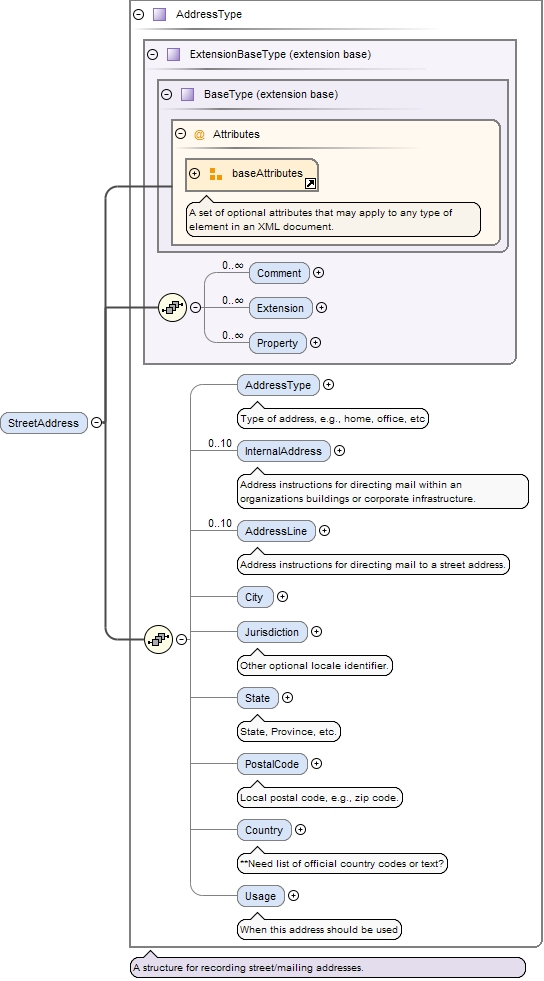 AddressType
ExtensionBaseType (extension base)
BaseType (extension base)
@ Attributes
baseAttributes
A set of optional attributes that may apply to any type of
element in an XML document.
0..∞
Comment
0..∞
Extension
0..∞
Property
StreetAddress
AddressType
Type of address, e.g., home, office, etc
0..10
InternalAddress
Address instructions for directing mail within an
organizations buildings or corporate infrastructure.
0..10
AddressLine
Address instructions for directing mail to a street address.
City
Jurisdiction
Other optional locale identifier.
State
State, Province, etc.
PostalCode
Local postal code, e.g., zip code.
Country
**Need list of official country codes or text?
Usage
When this address should be used
A structure for recording street/mailing addresses.